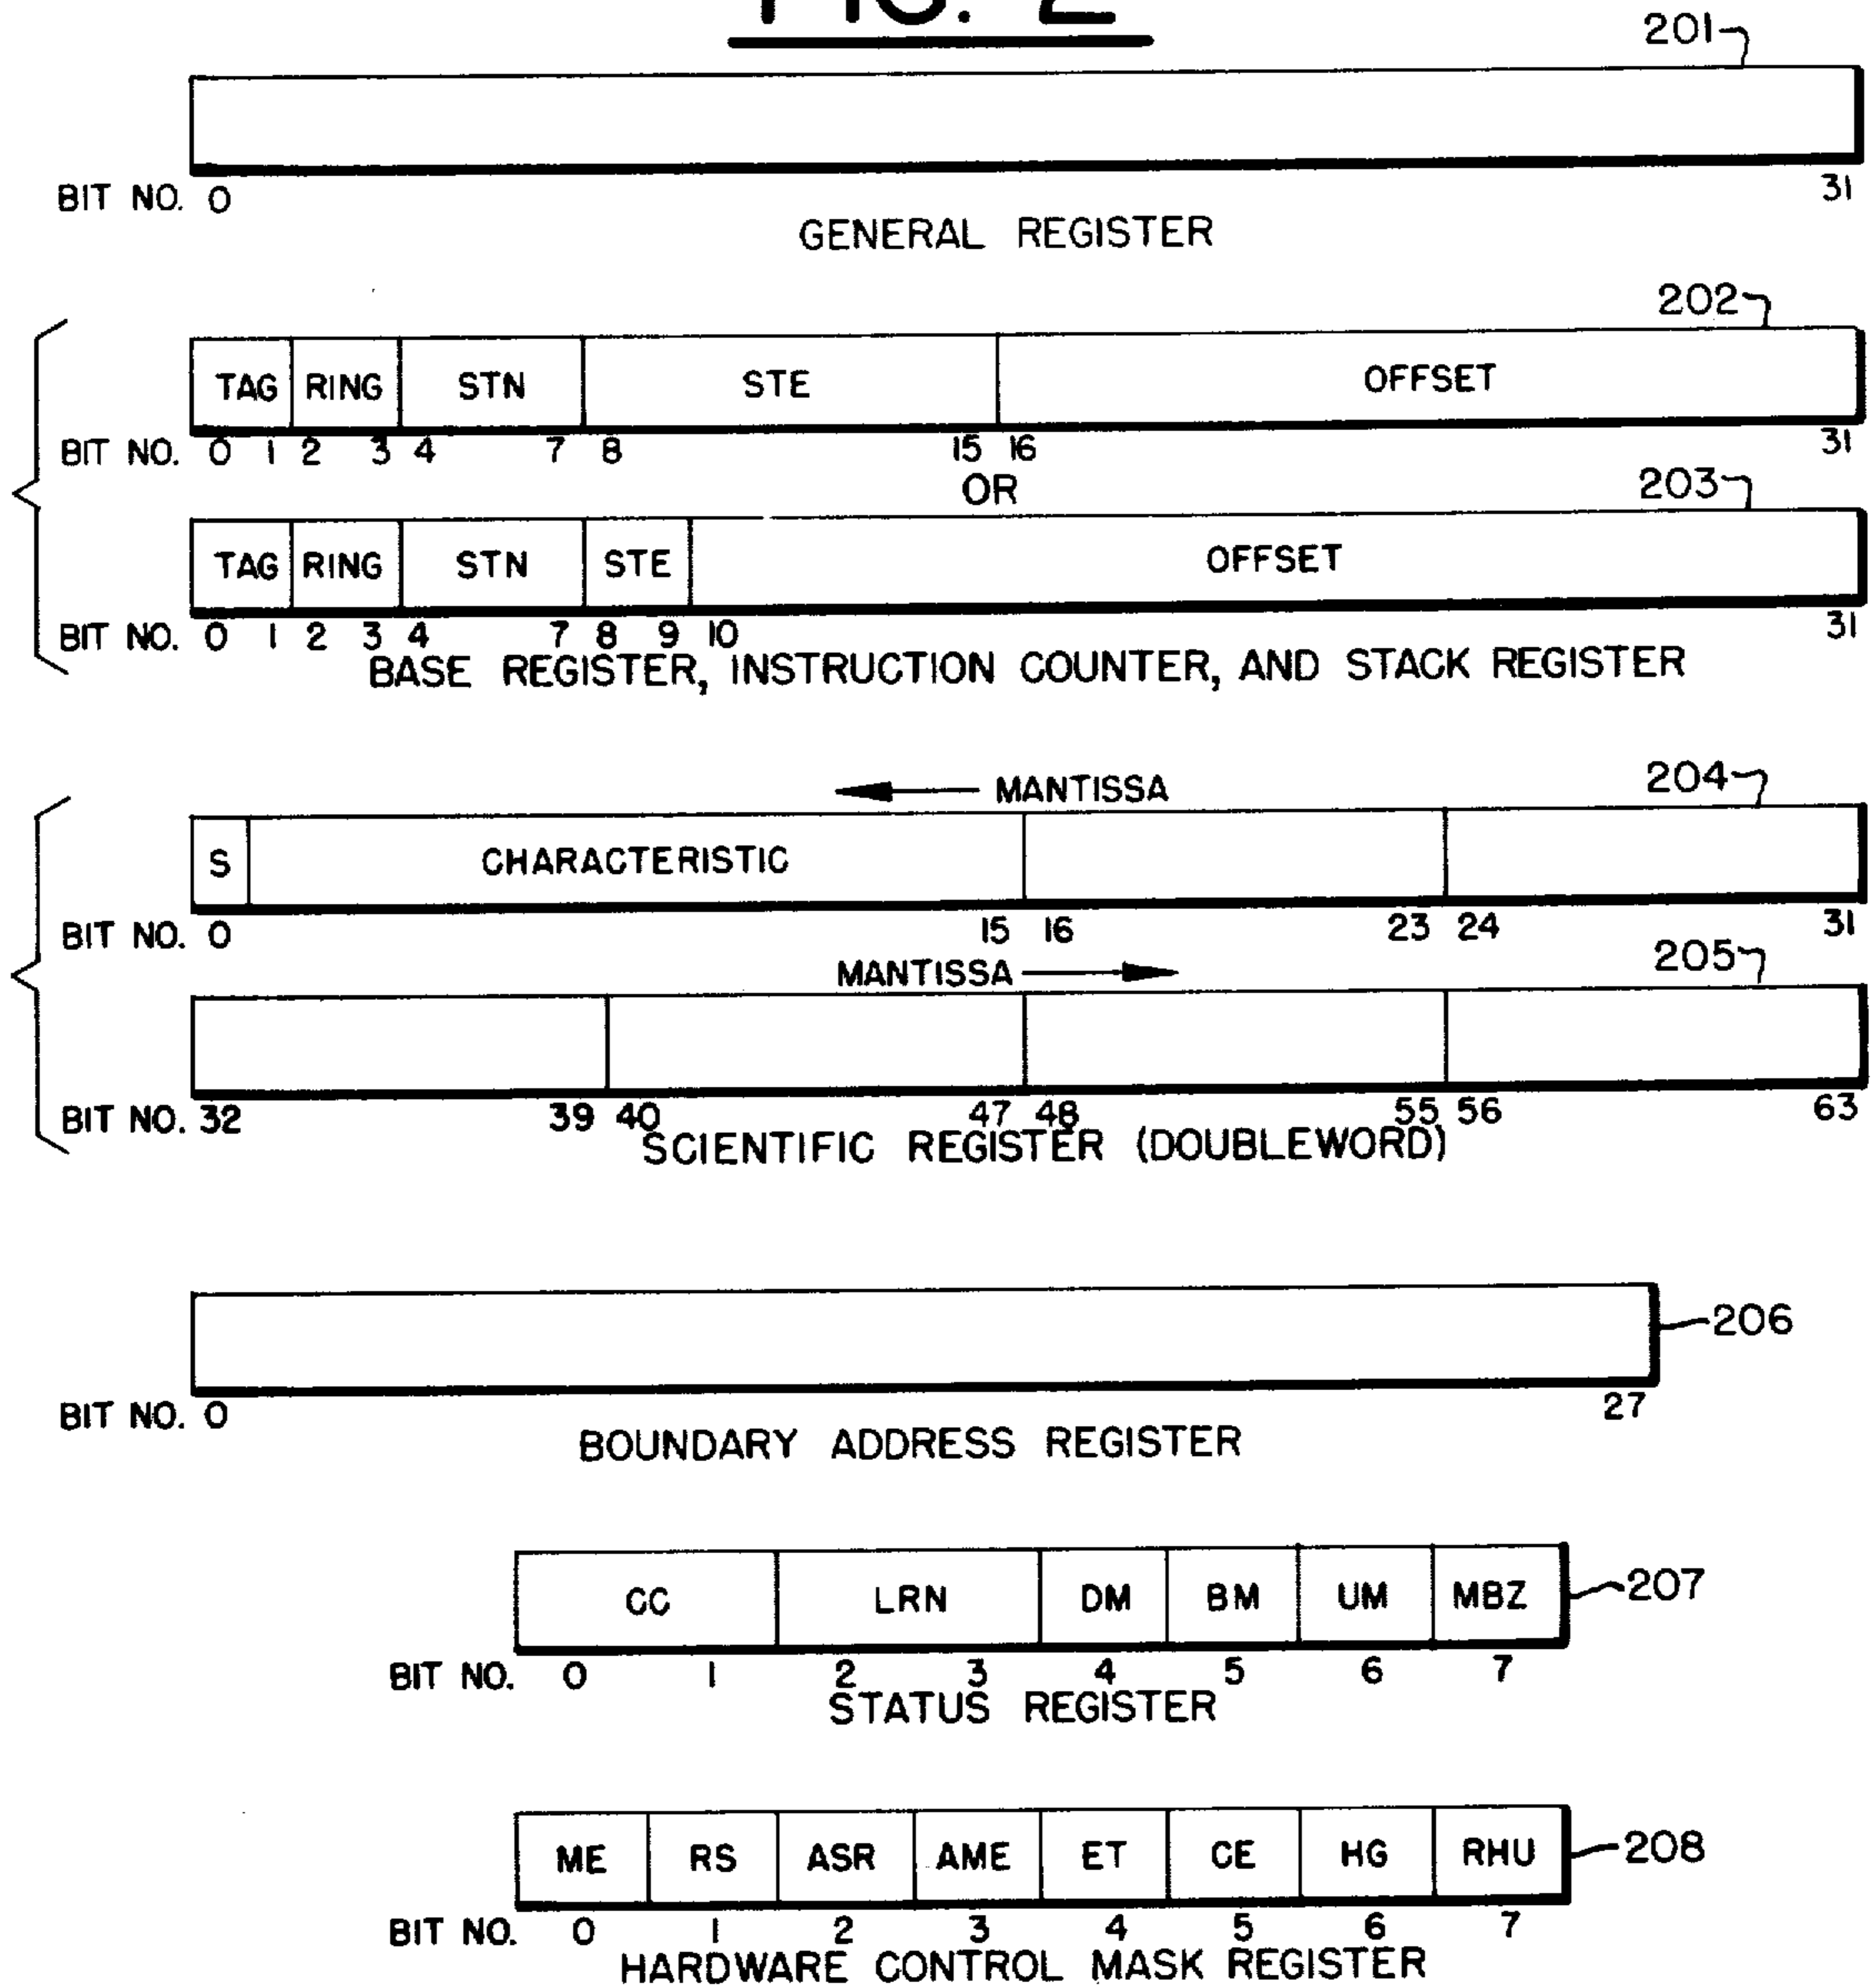 FIG. 2
201
BIT NO. 0 31
GENERAL REGISTER
202
TAG RING STN STE OFFSET
BIT NO. 0 1 2 3 4 7 8 15 16 31
OR
203
TAG RING STN STE OFFSET
BIT NO. 0 1 2 3 4 7 8 9 10 31
BASE REGISTER, INSTRUCTION COUNTER, AND STACK REGISTER
MANTISSA
204
S CHARACTERISTIC
BIT NO. 0 15 16 23 24 31
MANTISSA
205
BIT NO. 32 39 40 47 48 55 56 63
SCIENTIFIC REGISTER (DOUBLEWORD)
206
BIT NO. 0 27
BOUNDARY ADDRESS REGISTER
CC LRN DM BM UM MBZ 207
BIT NO. 0 1 2 3 4 5 6 7
STATUS REGISTER
ME RS ASR AME ET CE HG RHU 208
BIT NO. 0 1 2 3 4 5 6 7
HARDWARE CONTROL MASK REGISTER